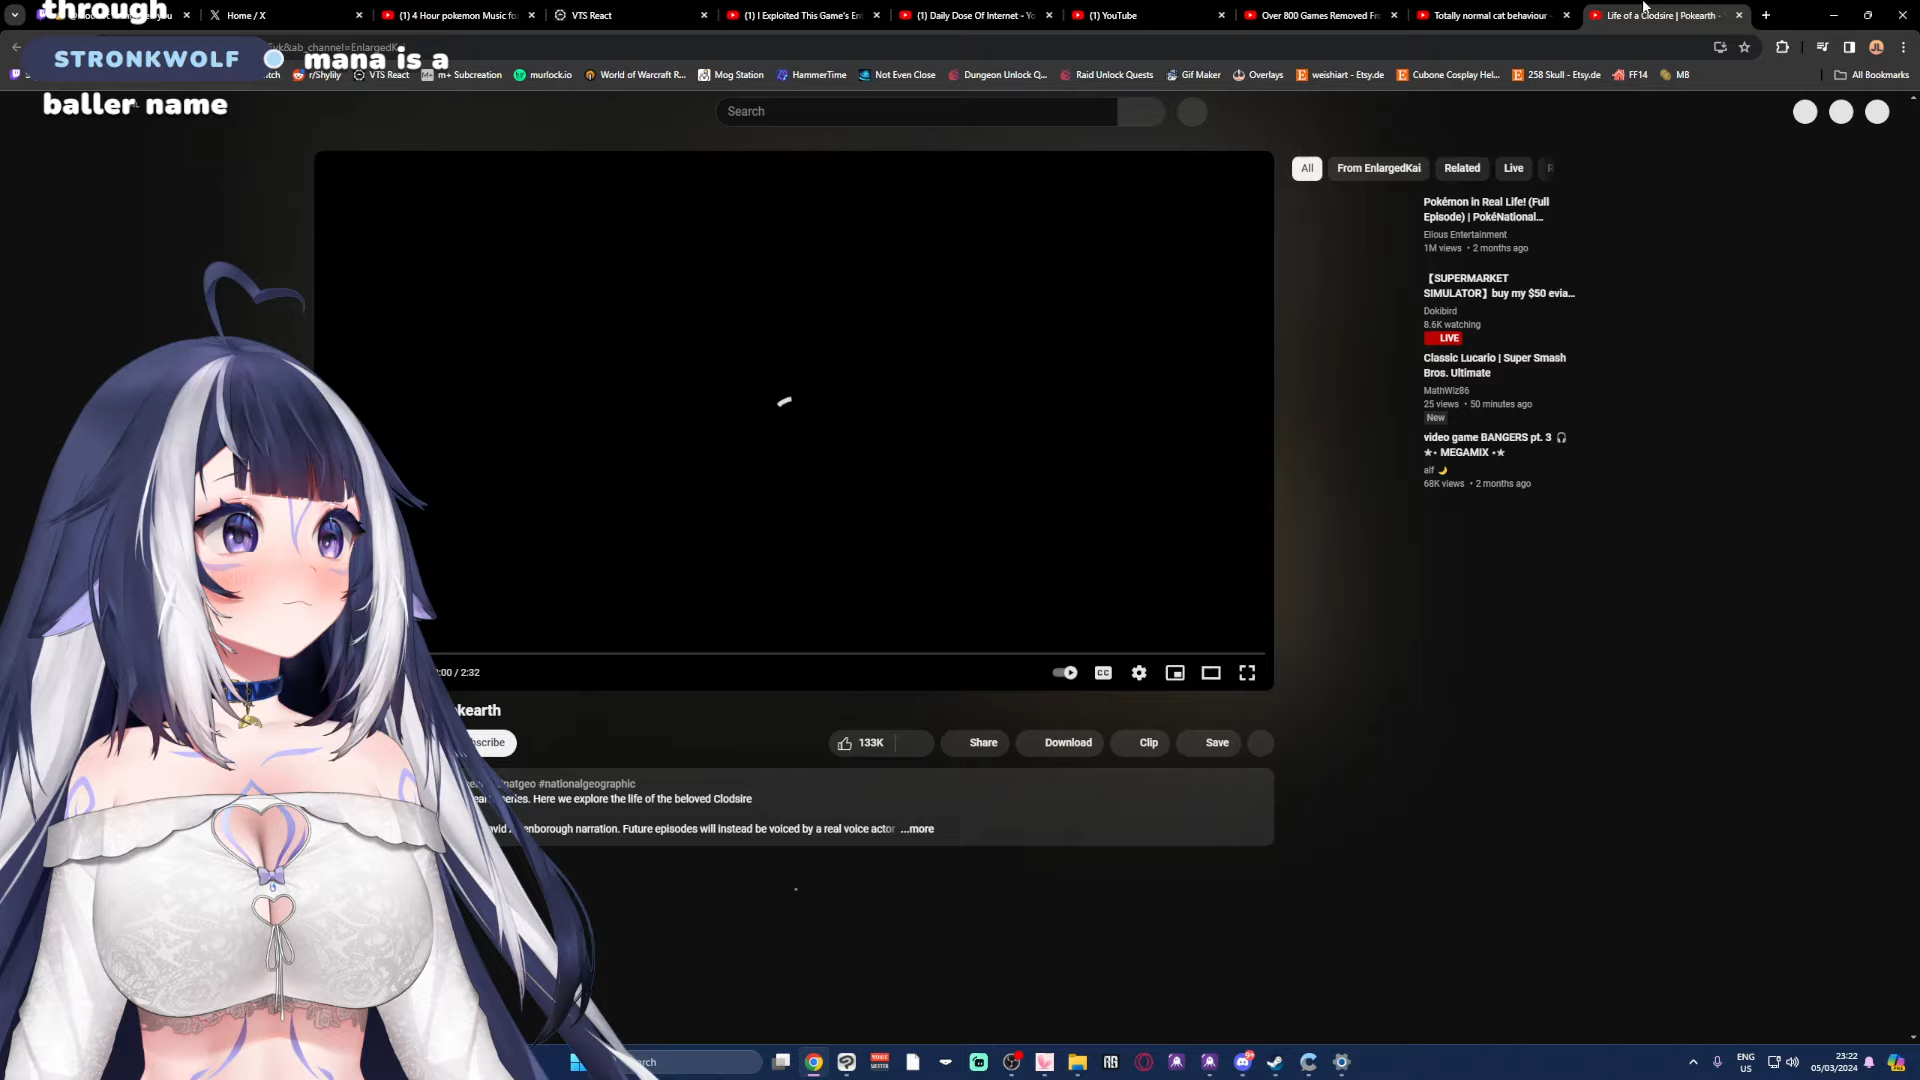 through
STRONKWOLF mana is a
baller name
Home / X
(1) 4 Hour pokemon Music fo
VTS React
(1) I Exploited This Game's En
(1) Daily Dose Of Internet - Yo
(1) YouTube
Over 800 Games Removed Fr
Totally normal cat behaviour -
Life of a Clodsire | Pokearth -
&ab_channel=EnlargedK
r/Shylily
VTS React
m+ Subcreation
murlock.io
World of Warcraft R...
Mog Station
HammerTime
Not Even Close
Dungeon Unlock Q...
Raid Unlock Quests
Gif Maker
Overlays
weishiart - Etsy.de
Cubone Cosplay Hel...
258 Skull - Etsy.de
FF14
MB
All Bookmarks
Search
All
From EnlargedKai
Related
Live
Pokémon in Real Life! (Full
Episode) | PokéNational...
Elious Entertainment
1M views • 2 months ago
【SUPERMARKET
SIMULATOR】buy my $50 evia...
Dokibird
8.6K watching
LIVE
Classic Lucario | Super Smash
Bros. Ultimate
MathWiz86
25 views • 50 minutes ago
New
video game BANGERS pt. 3 🎧
★⋆ MEGAMIX ⋆★
alf 🌙
68K views • 2 months ago
:00 / 2:32
CC
kearth
scribe
133K
Share
Download
Clip
Save
natgeo #nationalgeographic
series. Here we explore the life of the beloved Clodsire
enborough narration. Future episodes will instead be voiced by a real voice actor ...more
VOICE
MEETER
ENG
US
23:22
05/03/2024